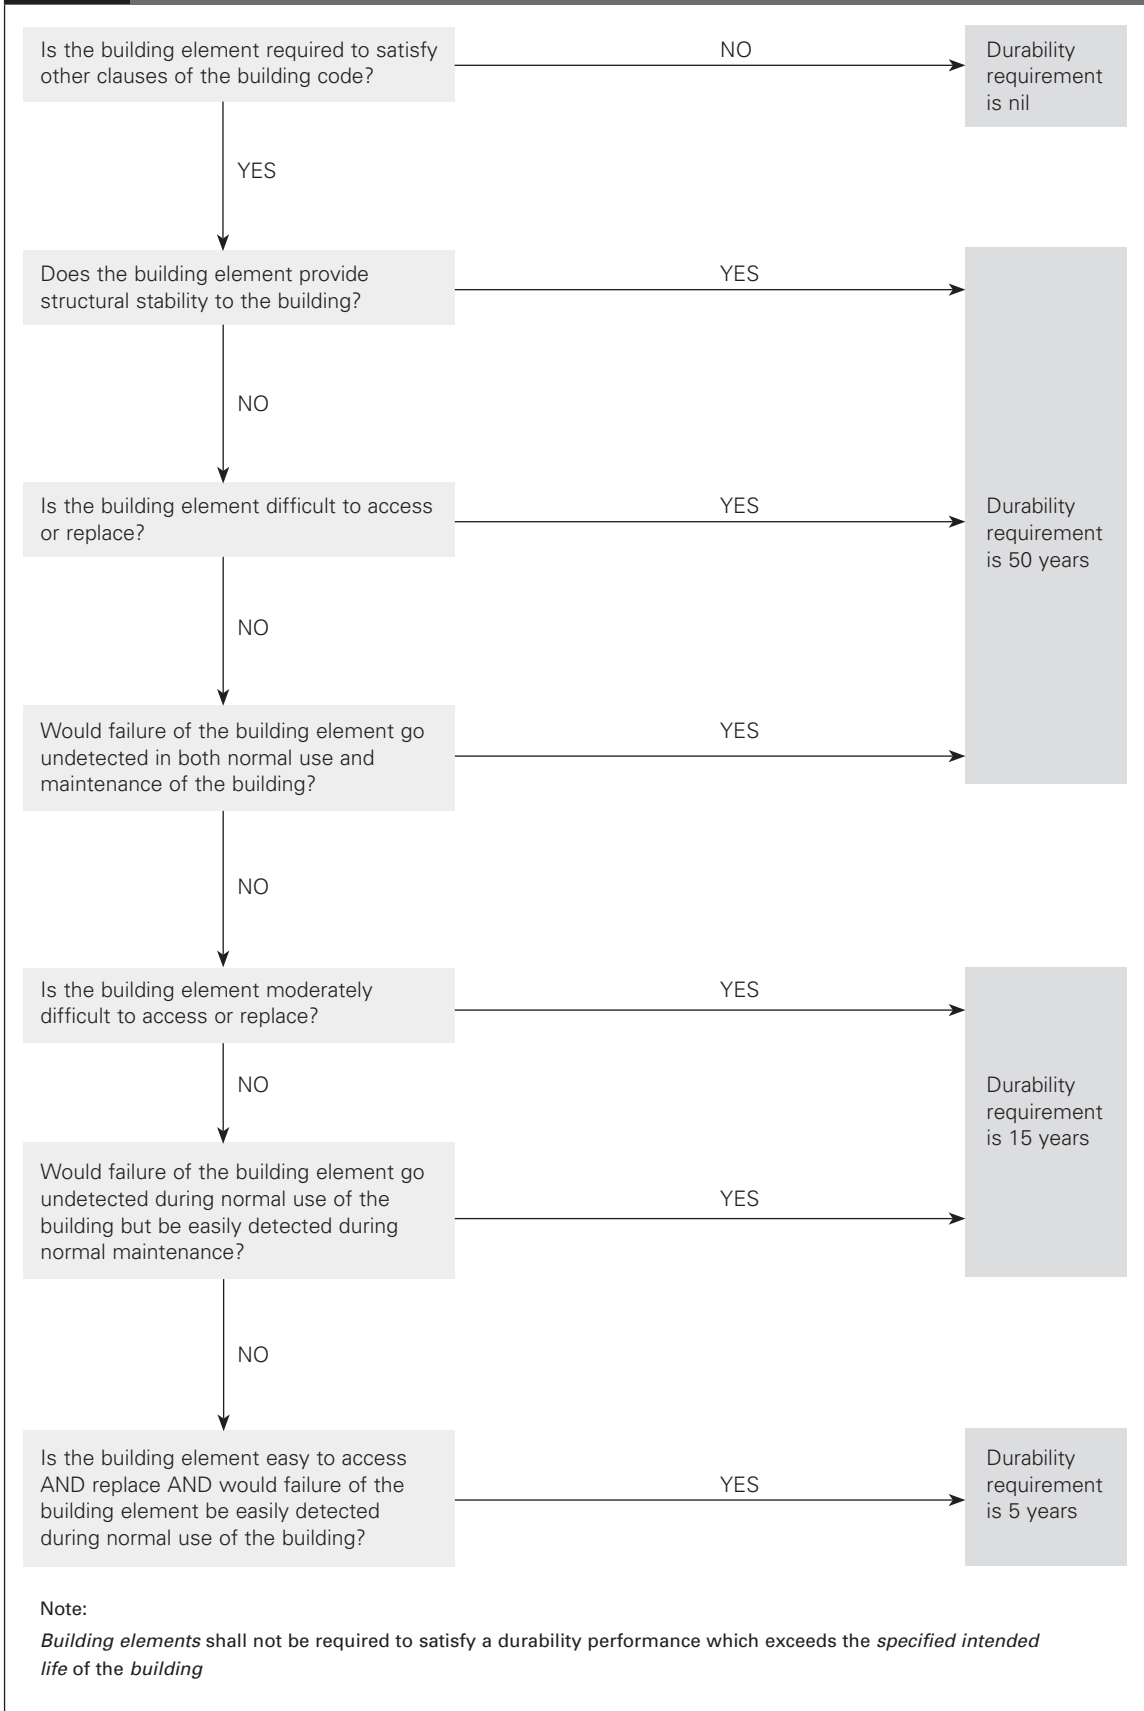 Is the building element required to satisfy
other clauses of the building code?
NO
Durability
requirement
is nil
YES
Does the building element provide
structural stability to the building?
YES
NO
Is the building element difficult to access
or replace?
YES
Durability
requirement
is 50 years
NO
Would failure of the building element go
undetected in both normal use and
maintenance of the building?
YES
NO
Is the building element moderately
difficult to access or replace?
YES
NO
Durability
requirement
is 15 years
Would failure of the building element go
undetected during normal use of the
building but be easily detected during
normal maintenance?
YES
NO
Is the building element easy to access
AND replace AND would failure of the
building element be easily detected
during normal use of the building?
YES
Durability
requirement
is 5 years
Note:
Building elements shall not be required to satisfy a durability performance which exceeds the specified intended
life of the building